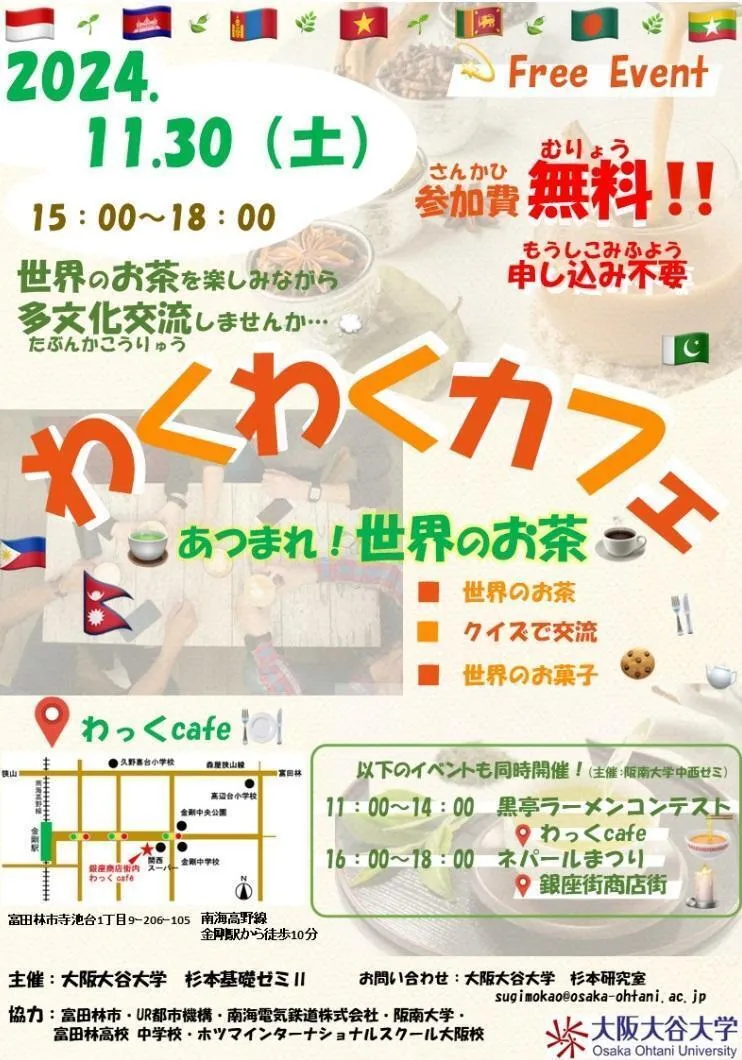 2024.
11.30（土）
15：00～18：00
Free Event
さんかひ むりょう
参加費 無料!!
もうしこみふよう
申し込み不要
世界のお茶を楽しみながら
多文化交流しませんか…
たぶんかこうりゅう
わくわくカフェ
あつまれ！世界のお茶
世界のお茶
クイズで交流
世界のお菓子
わっくcafe
久野喜台小学校
森屋狭山線
狭山
富田林
南海高野線
高辺台小学校
金剛中央公園
金剛駅
関西スーパー
金剛中学校
銀座商店街内
わっく café
N
富田林市寺池台1丁目9−206−105
南海高野線
金剛駅から徒歩10分
以下のイベントも同時開催！（主催：阪南大学中西ゼミ）
11：00～14：00 黒亭ラーメンコンテスト
わっくcafe
16：00～18：00 ネパールまつり
銀座街商店街
主催：大阪大谷大学 杉本基礎ゼミⅡ
お問い合わせ：大阪大谷大学 杉本研究室
sugimokao@osaka-ohtani.ac.jp
協力：富田林市・UR都市機構・南海電気鉄道株式会社・阪南大学・
富田林高校 中学校・ホツマインターナショナルスクール大阪校
大阪大谷大学
Osaka Ohtani University